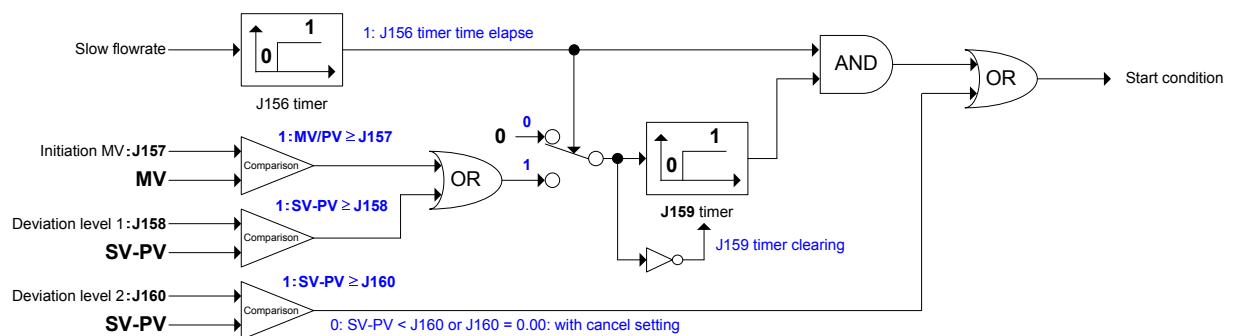 Slow flowrate
0
1
J156 timer
1: J156 timer time elapse
AND
OR
Start condition
Initiation MV:J157
MV
Comparison
1:MV/PV ≥ J157
OR
0
0
1
0
1
J159 timer
J159 timer clearing
Deviation level 1:J158
SV-PV
Comparison
1:SV-PV ≥ J158
Deviation level 2:J160
SV-PV
Comparison
1:SV-PV ≥ J160
0: SV-PV < J160 or J160 = 0.00: with cancel setting